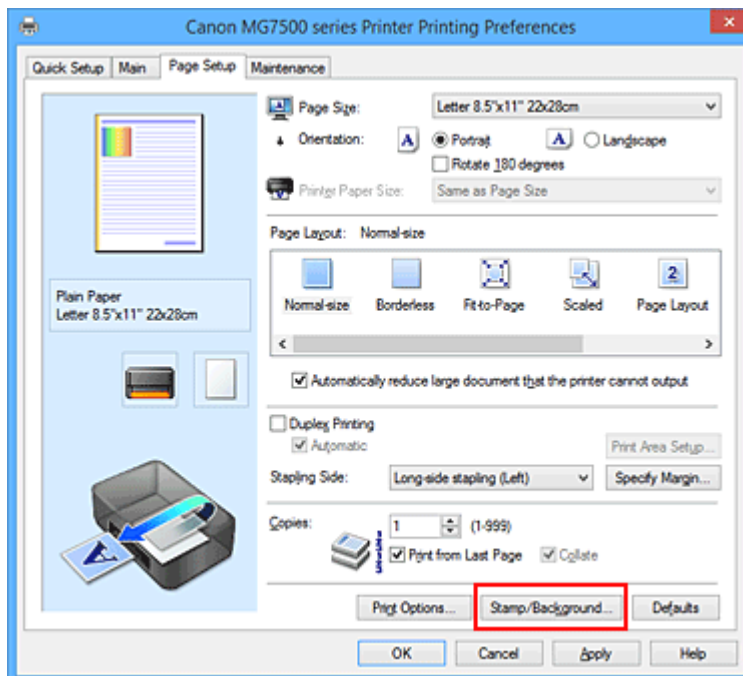 Canon MG7500 series Printer Printing Preferences
Quick Setup Main Page Setup Maintenance
Page Size: Letter 8.5"x11" 22x28cm
Orientation: A Portrait A Landscape
Rotate 180 degrees
Printer Paper Size: Same as Page Size
Page Layout: Normal-size
2
Normal-size Borderless Fit-to-Page Scaled Page Layout
Plain Paper
Letter 8.5"x11" 22x28cm
Automatically reduce large document that the printer cannot output
Duplex Printing
Automatic Print Area Setup...
Stapling Side: Long-side stapling (Left) Specify Margin...
Copies: 1 (1-999)
Print from Last Page Collate
A
Print Options... Stamp/Background... Defaults
OK Cancel Apply Help